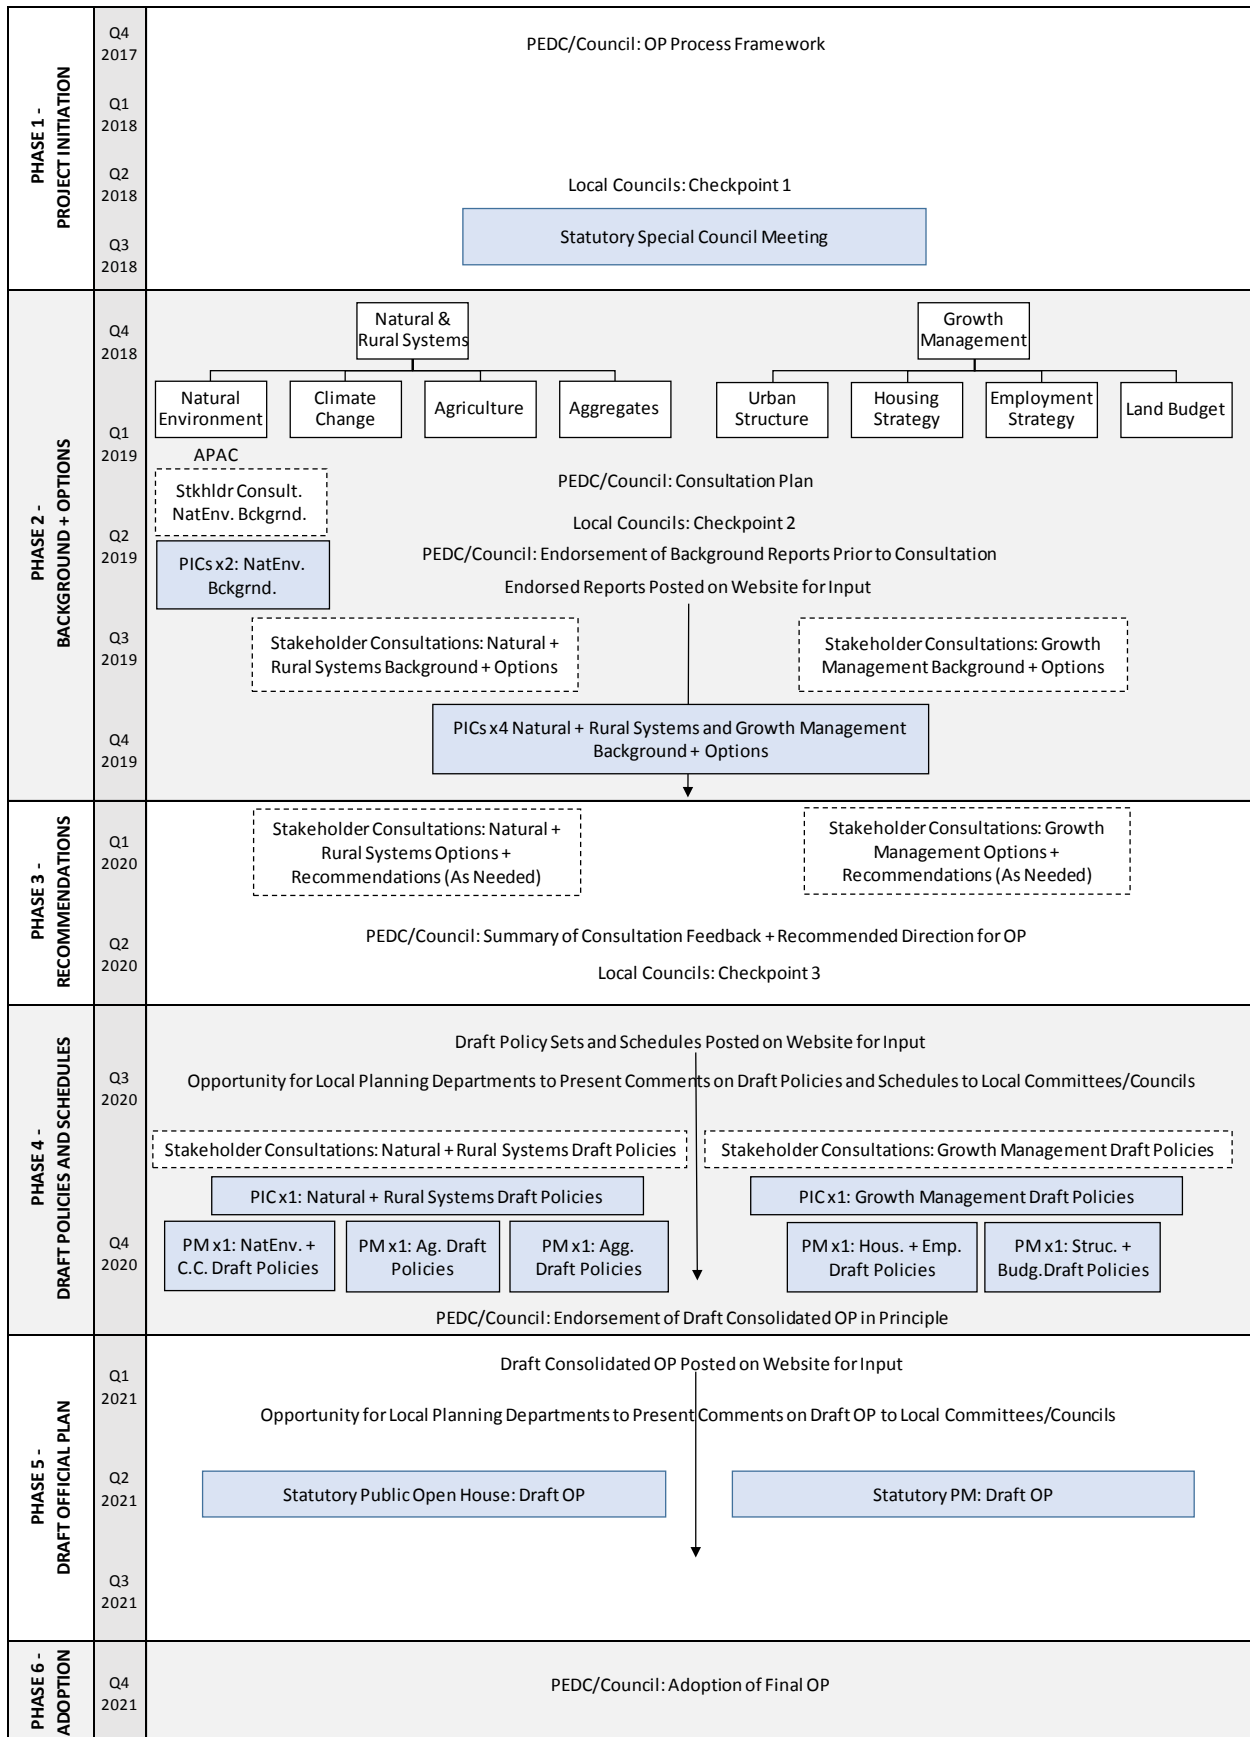 PHASE 1 -
PROJECT INITIATION
Q4
2017
PEDC/Council: OP Process Framework
Q1
2018
Q2
2018
Local Councils: Checkpoint 1
Statutory Special Council Meeting
Q3
2018
PHASE 2 -
BACKGROUND + OPTIONS
Q4
2018
Natural &
Rural Systems
Growth
Management
Natural
Environment
Climate
Change
Agriculture
Aggregates
Urban
Structure
Housing
Strategy
Employment
Strategy
Land Budget
Q1
2019
APAC
Stkhldr Consult.
NatEnv. Bckgrnd.
PEDC/Council: Consultation Plan
Local Councils: Checkpoint 2
Q2
2019
PICs x2: NatEnv.
Bckgrnd.
PEDC/Council: Endorsement of Background Reports Prior to Consultation
Endorsed Reports Posted on Website for Input
Q3
2019
Stakeholder Consultations: Natural +
Rural Systems Background + Options
Stakeholder Consultations: Growth
Management Background + Options
Q4
2019
PICs x4 Natural + Rural Systems and Growth Management
Background + Options
PHASE 3 -
RECOMMENDATIONS
Q1
2020
Stakeholder Consultations: Natural +
Rural Systems Options +
Recommendations (As Needed)
Stakeholder Consultations: Growth
Management Options +
Recommendations (As Needed)
Q2
2020
PEDC/Council: Summary of Consultation Feedback + Recommended Direction for OP
Local Councils: Checkpoint 3
PHASE 4 -
DRAFT POLICIES AND SCHEDULES
Draft Policy Sets and Schedules Posted on Website for Input
Q3
2020
Opportunity for Local Planning Departments to Present Comments on Draft Policies and Schedules to Local Committees/Councils
Stakeholder Consultations: Natural + Rural Systems Draft Policies
Stakeholder Consultations: Growth Management Draft Policies
PIC x1: Natural + Rural Systems Draft Policies
PIC x1: Growth Management Draft Policies
Q4
2020
PM x1: NatEnv. +
C.C. Draft Policies
PM x1: Ag. Draft
Policies
PM x1: Agg.
Draft Policies
PM x1: Hous. + Emp.
Draft Policies
PM x1: Struc. +
Budg.Draft Policies
PEDC/Council: Endorsement of Draft Consolidated OP in Principle
PHASE 5 -
DRAFT OFFICIAL PLAN
Draft Consolidated OP Posted on Website for Input
Q1
2021
Opportunity for Local Planning Departments to Present Comments on Draft OP to Local Committees/Councils
Q2
2021
Statutory Public Open House: Draft OP
Statutory PM: Draft OP
Q3
2021
PHASE 6 -
ADOPTION
Q4
2021
PEDC/Council: Adoption of Final OP